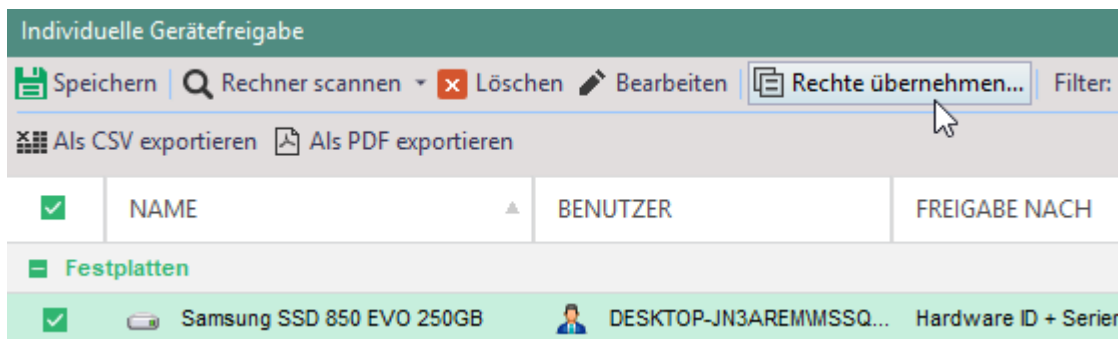 Individuelle Gerätefreigabe
Speichern Rechner scannen Löschen Bearbeiten Rechte übernehmen... Filter:
Als CSV exportieren Als PDF exportieren
NAME BENUTZER FREIGABE NACH
Festplatten
Samsung SSD 850 EVO 250GB DESKTOP-JN3AREM\MSSQ... Hardware ID + Serien